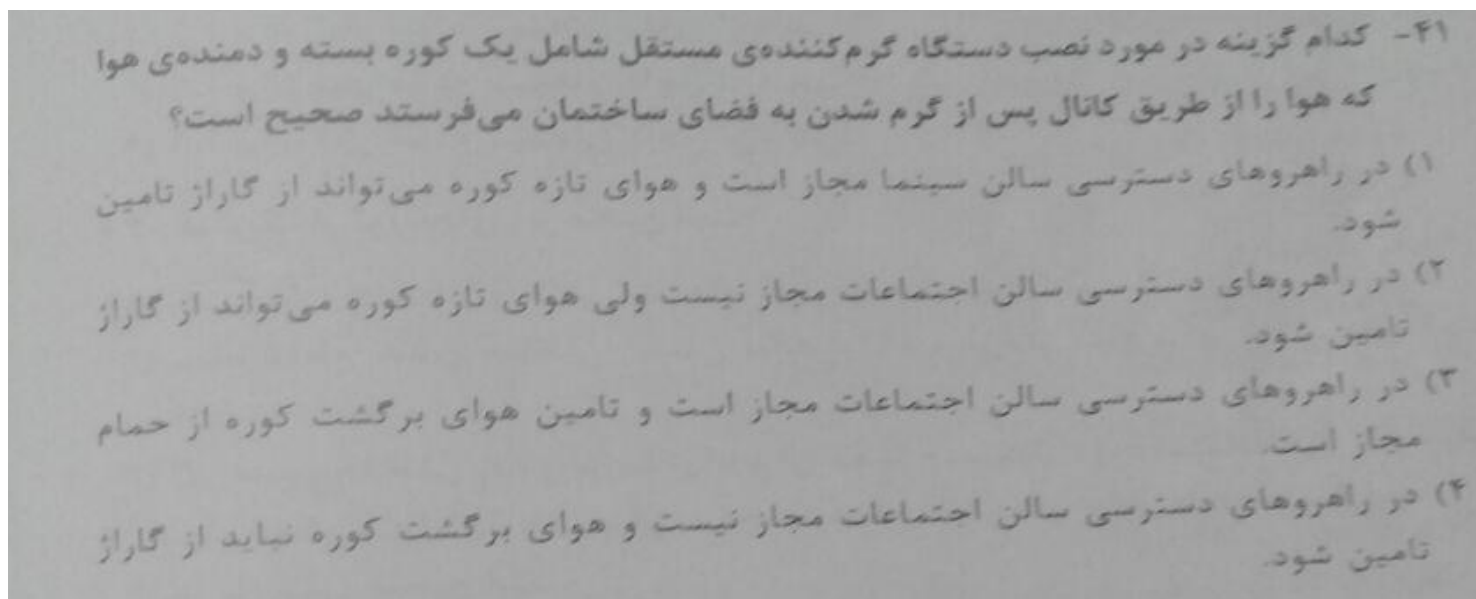 ۴۱- کدام گزینه در مورد نصب دستگاه گرم‌کننده‌ی مستقل شامل یک کوره بسته و دمنده‌ی هوا
که هوا را از طریق کانال پس از گرم شدن به فضای ساختمان می‌فرستد صحیح است؟
۱) در راهروهای دسترسی سالن سینما مجاز است و هوای تازه کوره می‌تواند از گاراژ تامین
شود.
۲) در راهروهای دسترسی سالن اجتماعات مجاز نیست ولی هوای تازه کوره می‌تواند از گاراژ
تامین شود.
۳) در راهروهای دسترسی سالن اجتماعات مجاز است و تامین هوای برگشت کوره از حمام
مجاز است.
۴) در راهروهای دسترسی سالن اجتماعات مجاز نیست و هوای برگشت کوره نباید از گاراژ
تامین شود.